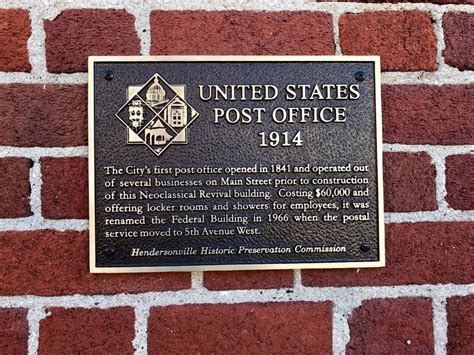 UNITED STATES
POST OFFICE
1914
The City's first post office opened in 1841 and operated out
of several businesses on Main Street prior to construction
of this Neoclassical Revival building. Costing $60,000 and
offering locker rooms and showers for employees, it was
renamed the Federal Building in 1966 when the postal
service moved to 5th Avenue West.
Hendersonville Historic Preservation Commission